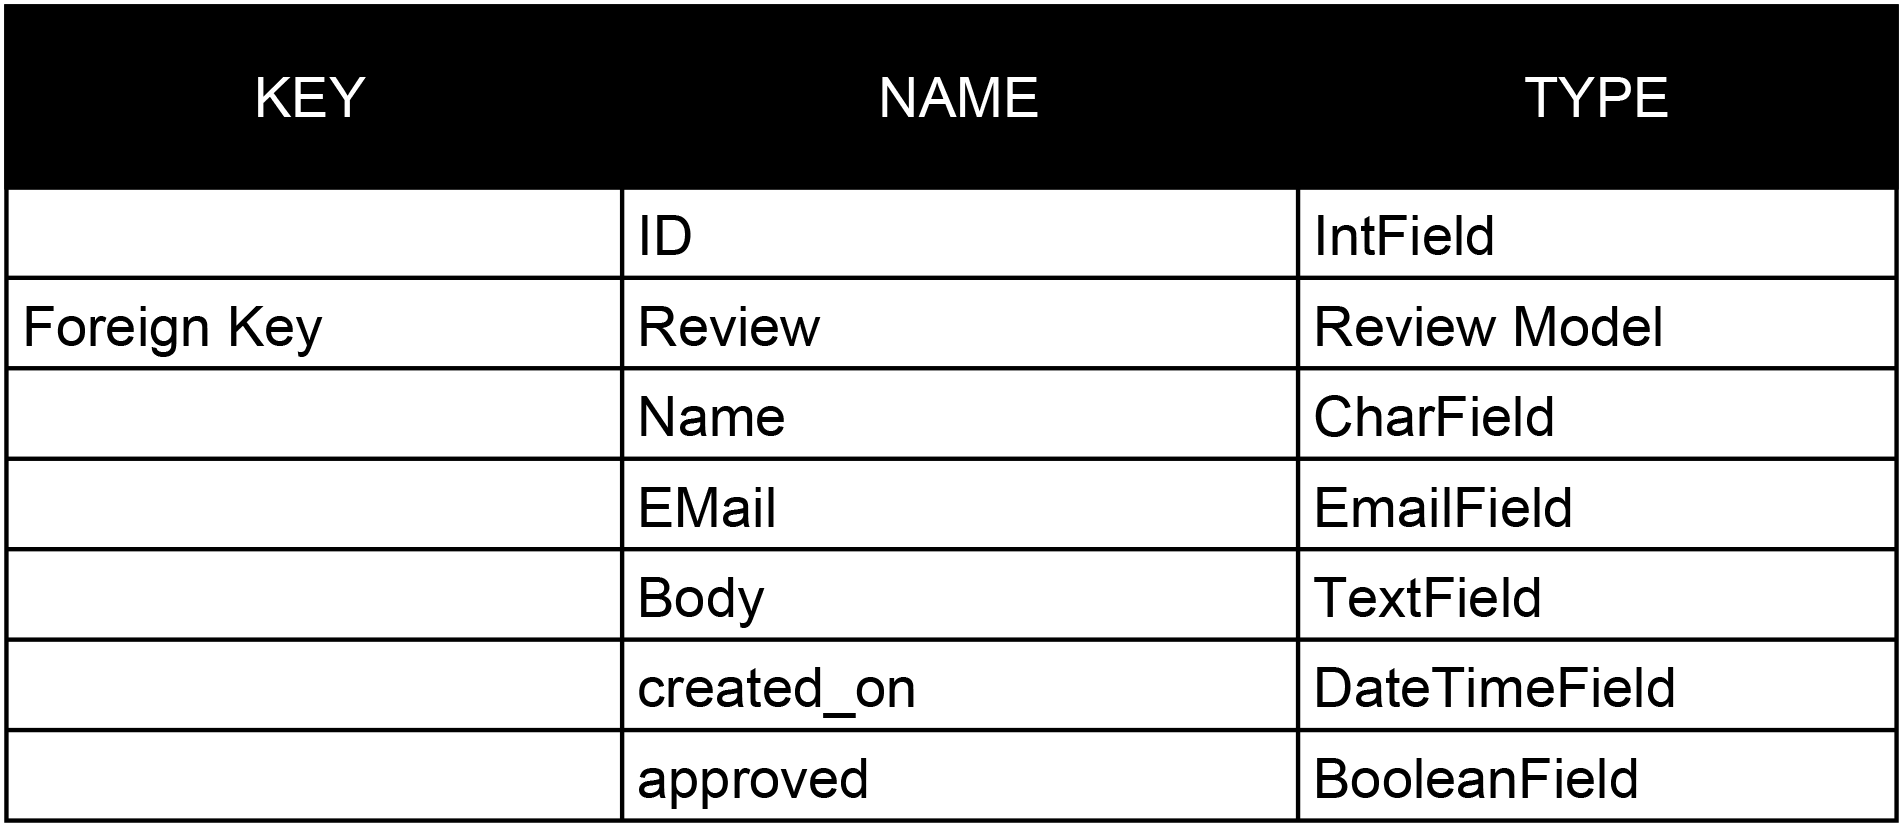 KEY NAME TYPE
ID IntField
Foreign Key Review Review Model
Name CharField
EMail EmailField
Body TextField
created_on DateTimeField
approved BooleanField